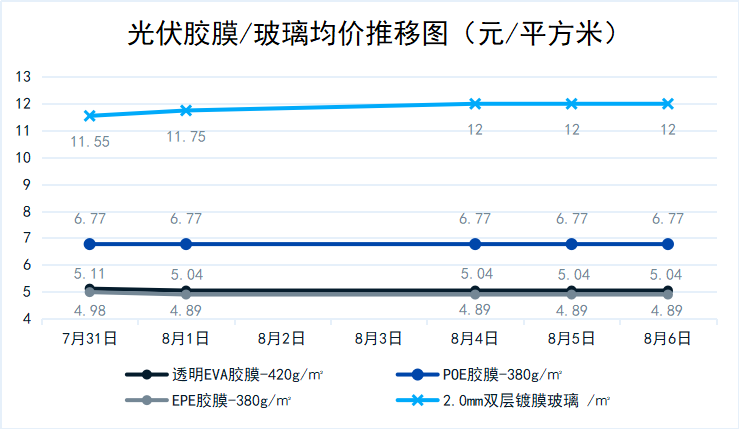 光伏胶膜/玻璃均价推移图（元/平方米）
13
12
11
10
9
8
7
6
5
4
11.55
11.75
12
12
12
6.77
6.77
6.77
6.77
6.77
5.11
5.04
5.04
5.04
5.04
4.98
4.89
4.89
4.89
4.89
7月31日
8月1日
8月2日
8月3日
8月4日
8月5日
8月6日
透明EVA胶膜-420g/㎡
POE胶膜-380g/㎡
EPE胶膜-380g/㎡
2.0mm双层镀膜玻璃 /㎡